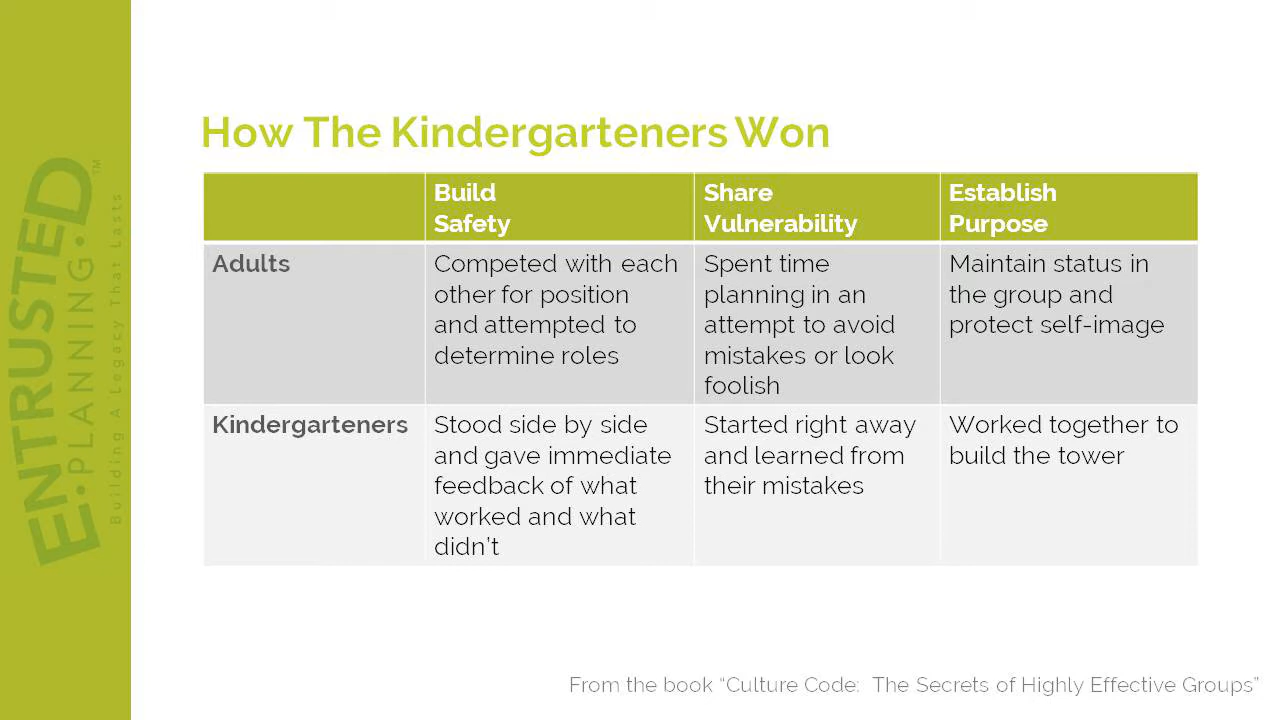 ENTRUSTED
E:PLANNING.
Building A Legacy That Lasts
TM
How The Kindergarteners Won
Build
Safety
Share
Vulnerability
Establish
Purpose
Adults
Competed with each
other for position
and attempted to
determine roles
Spent time
planning in an
attempt to avoid
mistakes or look
foolish
Maintain status in
the group and
protect self-image
Kindergarteners
Stood side by side
and gave immediate
feedback of what
worked and what
didn't
Started right away
and learned from
their mistakes
Worked together to
build the tower
From the book “Culture Code:  The Secrets of Highly Effective Groups”